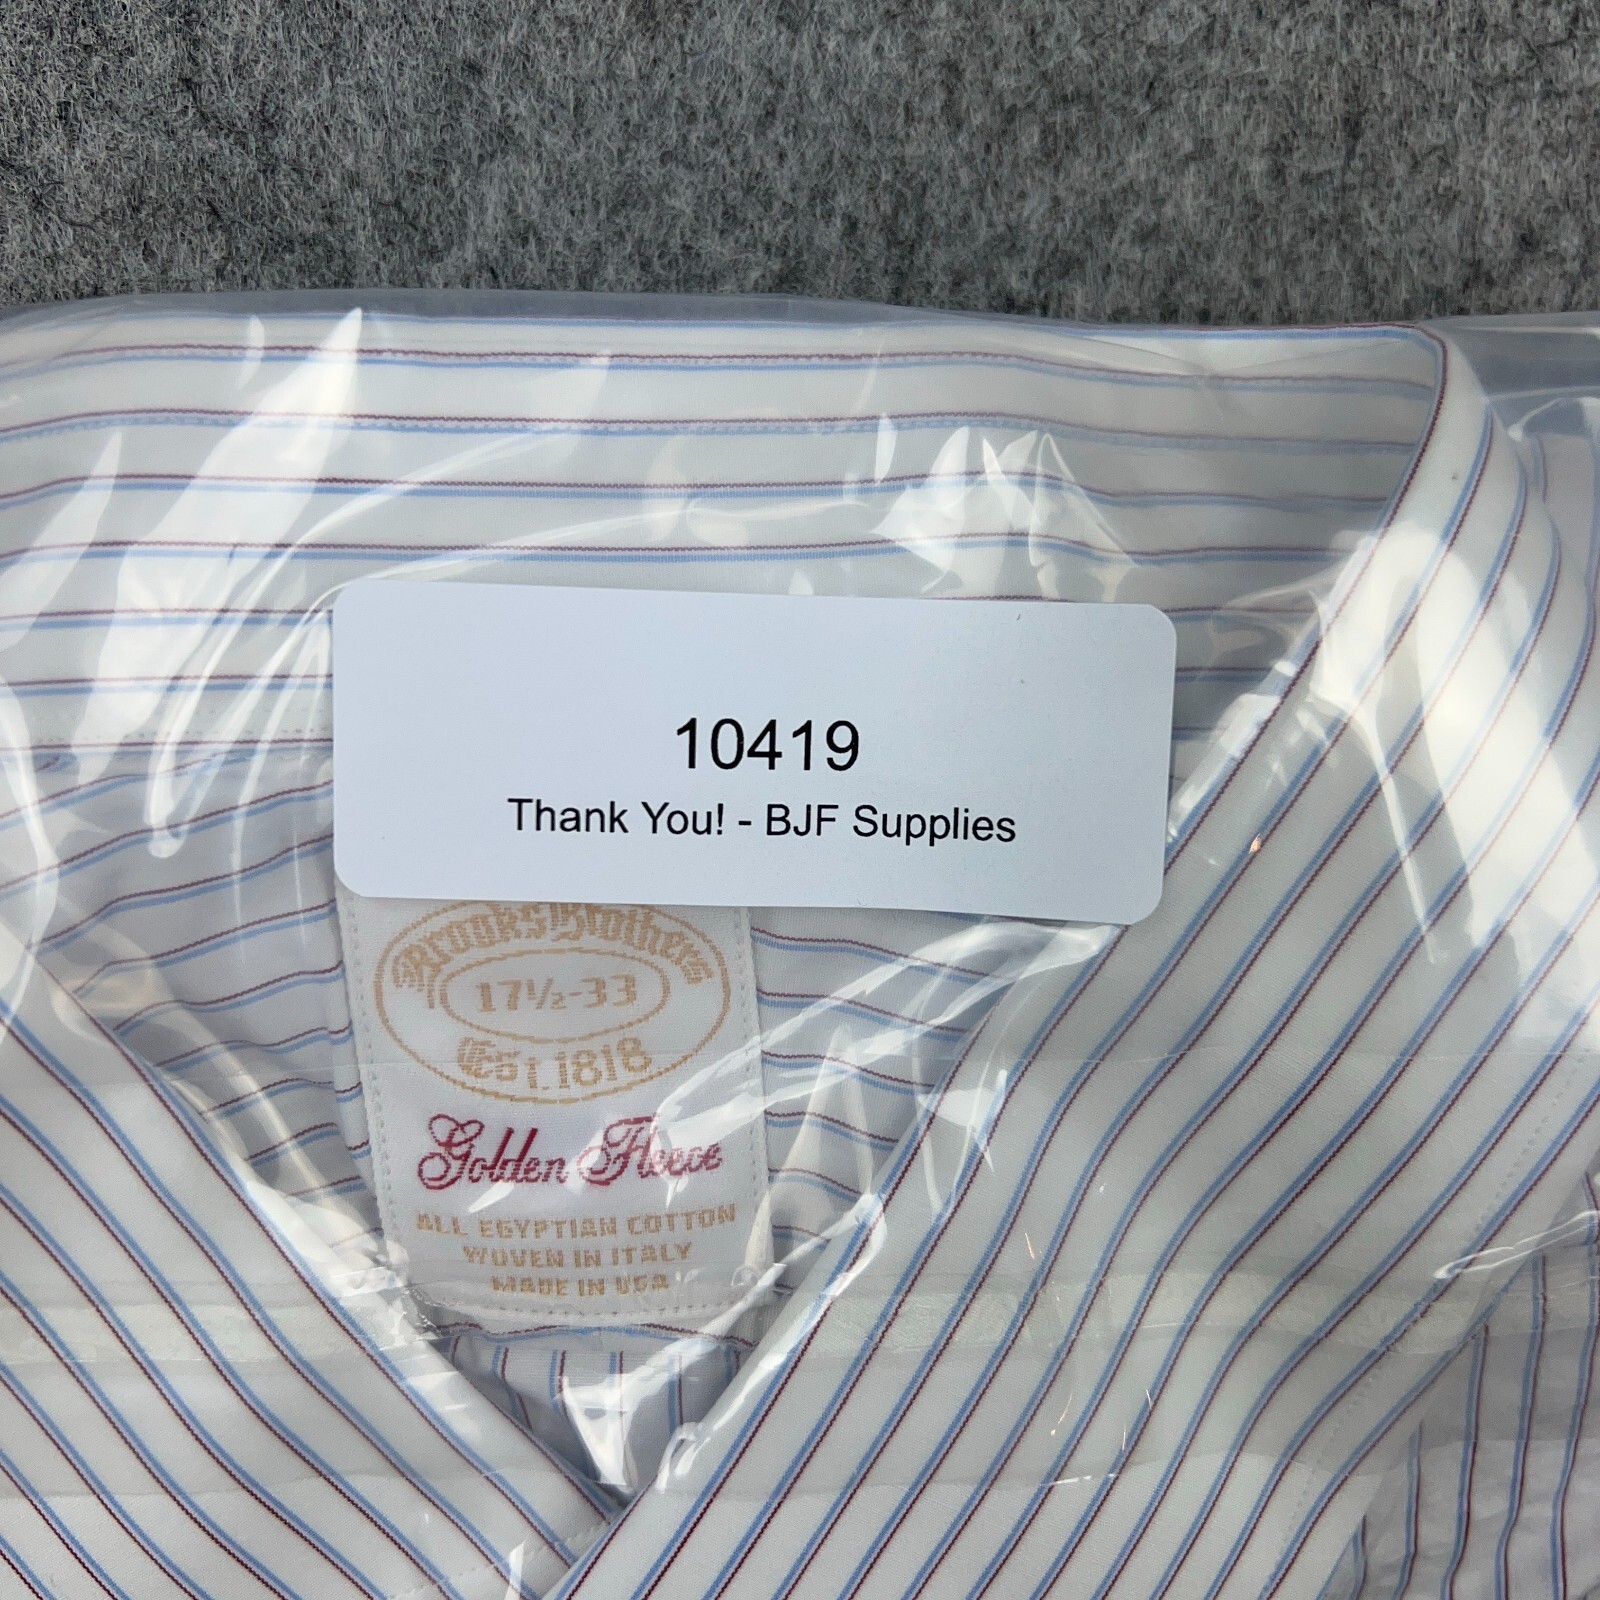 10419
Thank You! - BJF Supplies
Brooks Brothers
17½-33
Est. 1818
Golden Fleece
ALL EGYPTIAN COTTON
WOVEN IN ITALY
MADE IN USA